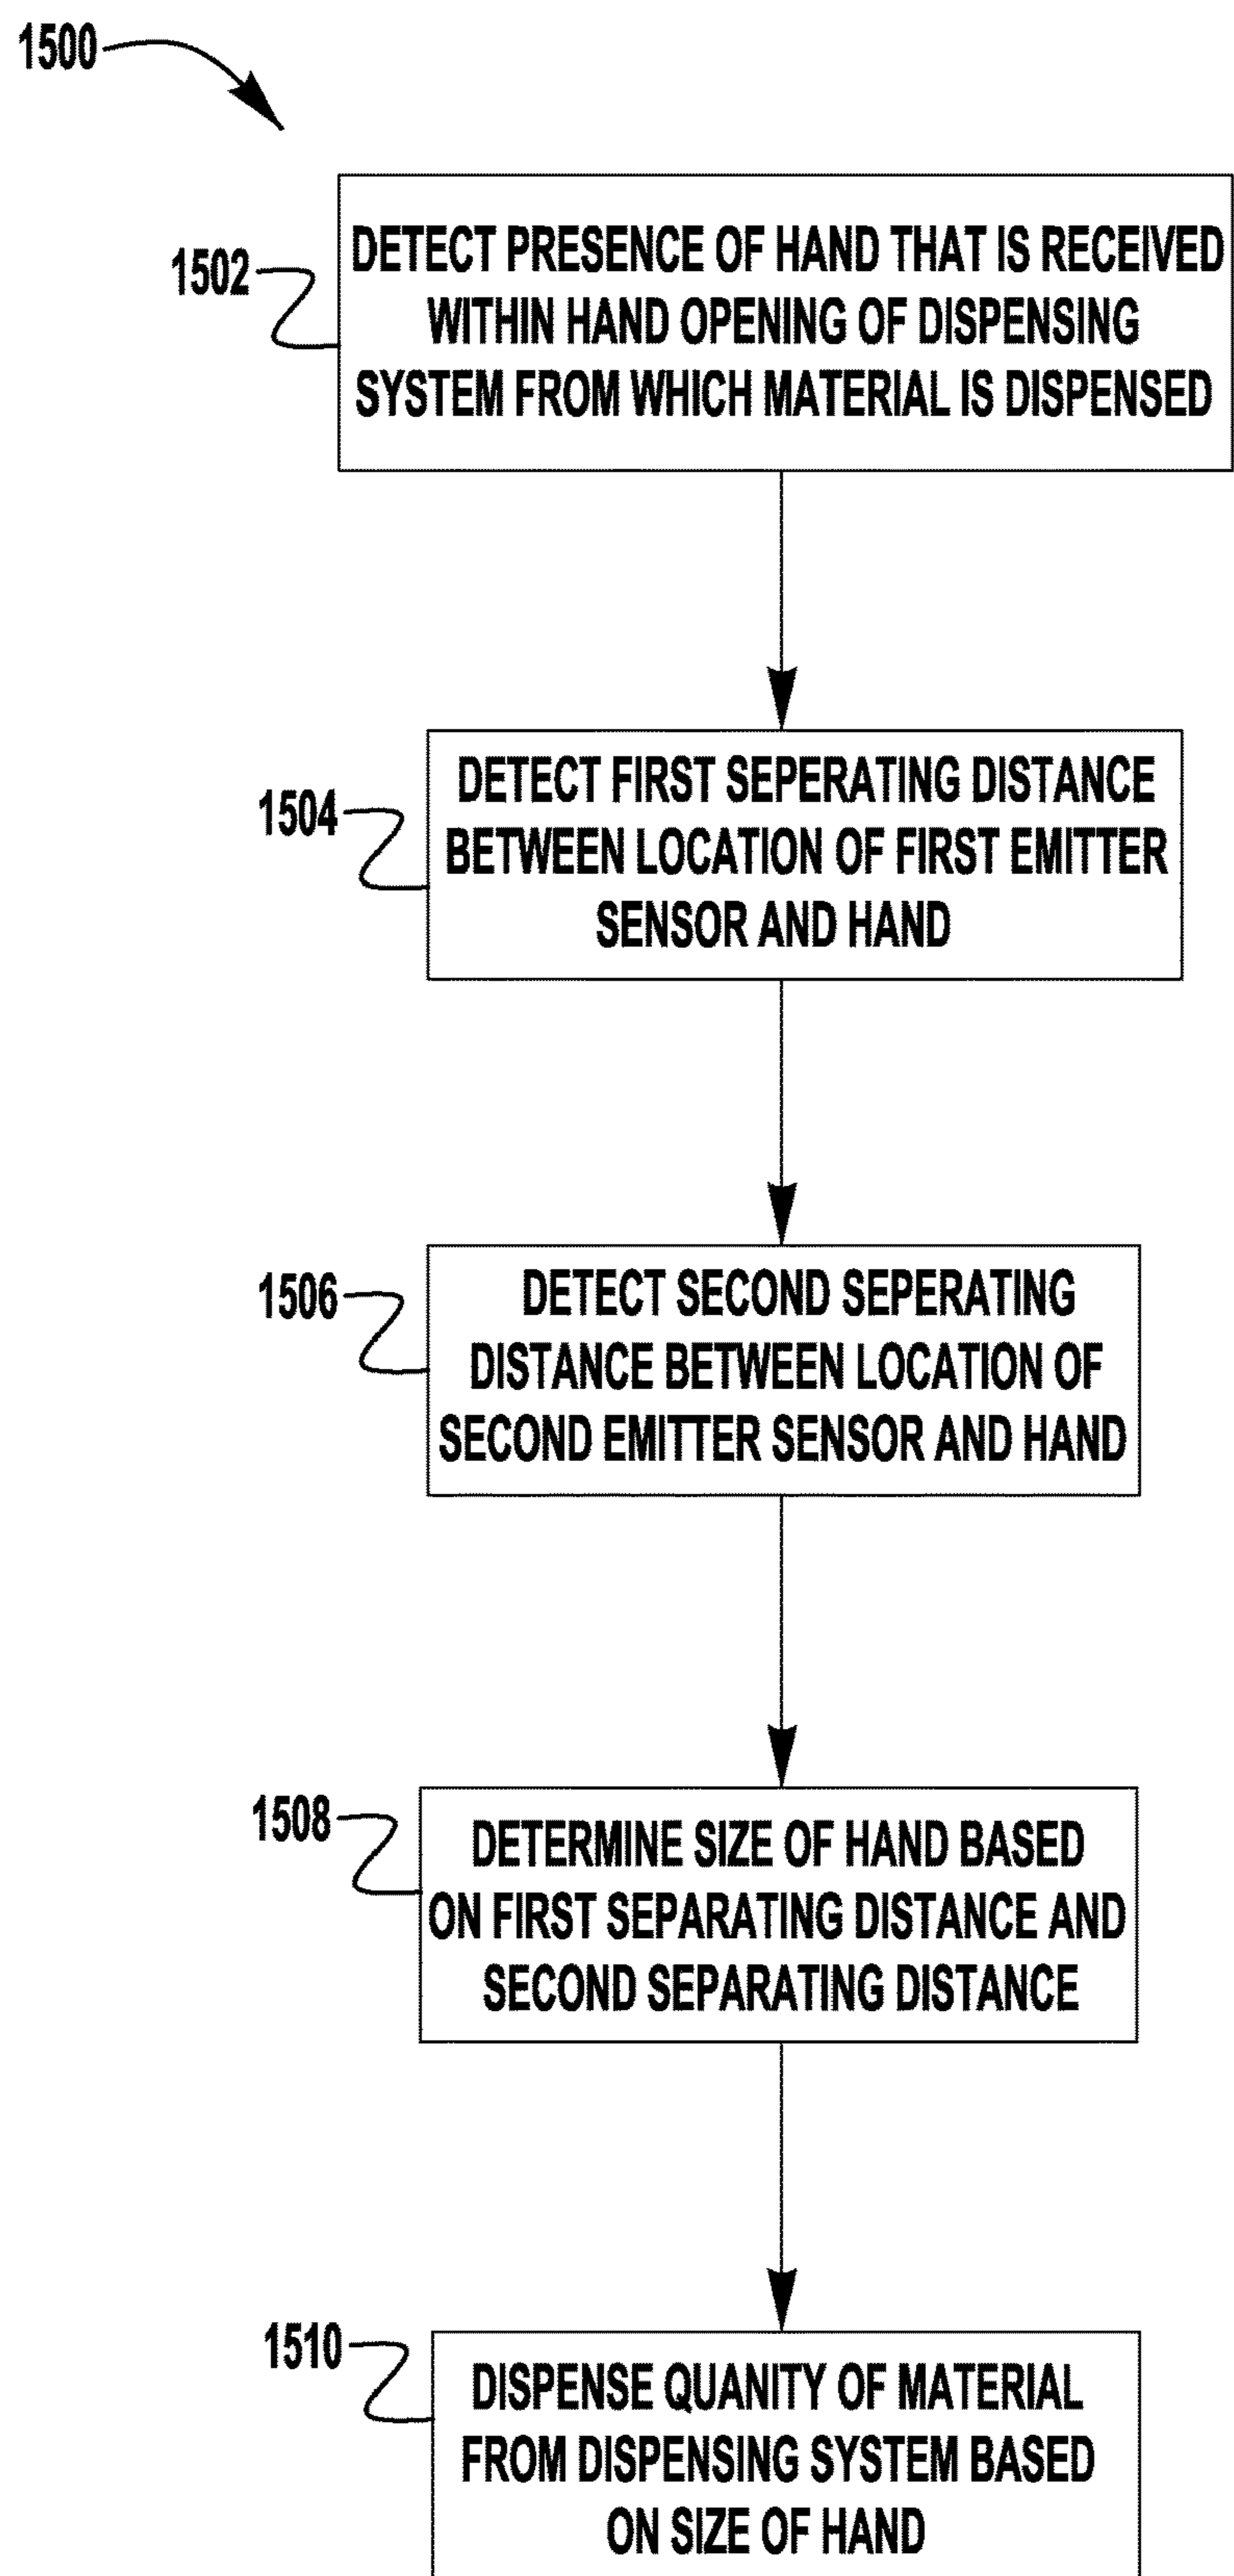 1500
1502
DETECT PRESENCE OF HAND THAT IS RECEIVED
WITHIN HAND OPENING OF DISPENSING
SYSTEM FROM WHICH MATERIAL IS DISPENSED
1504
DETECT FIRST SEPERATING DISTANCE
BETWEEN LOCATION OF FIRST EMITTER
SENSOR AND HAND
1506
DETECT SECOND SEPERATING
DISTANCE BETWEEN LOCATION OF
SECOND EMITTER SENSOR AND HAND
1508
DETERMINE SIZE OF HAND BASED
ON FIRST SEPARATING DISTANCE AND
SECOND SEPARATING DISTANCE
1510
DISPENSE QUANITY OF MATERIAL
FROM DISPENSING SYSTEM BASED
ON SIZE OF HAND